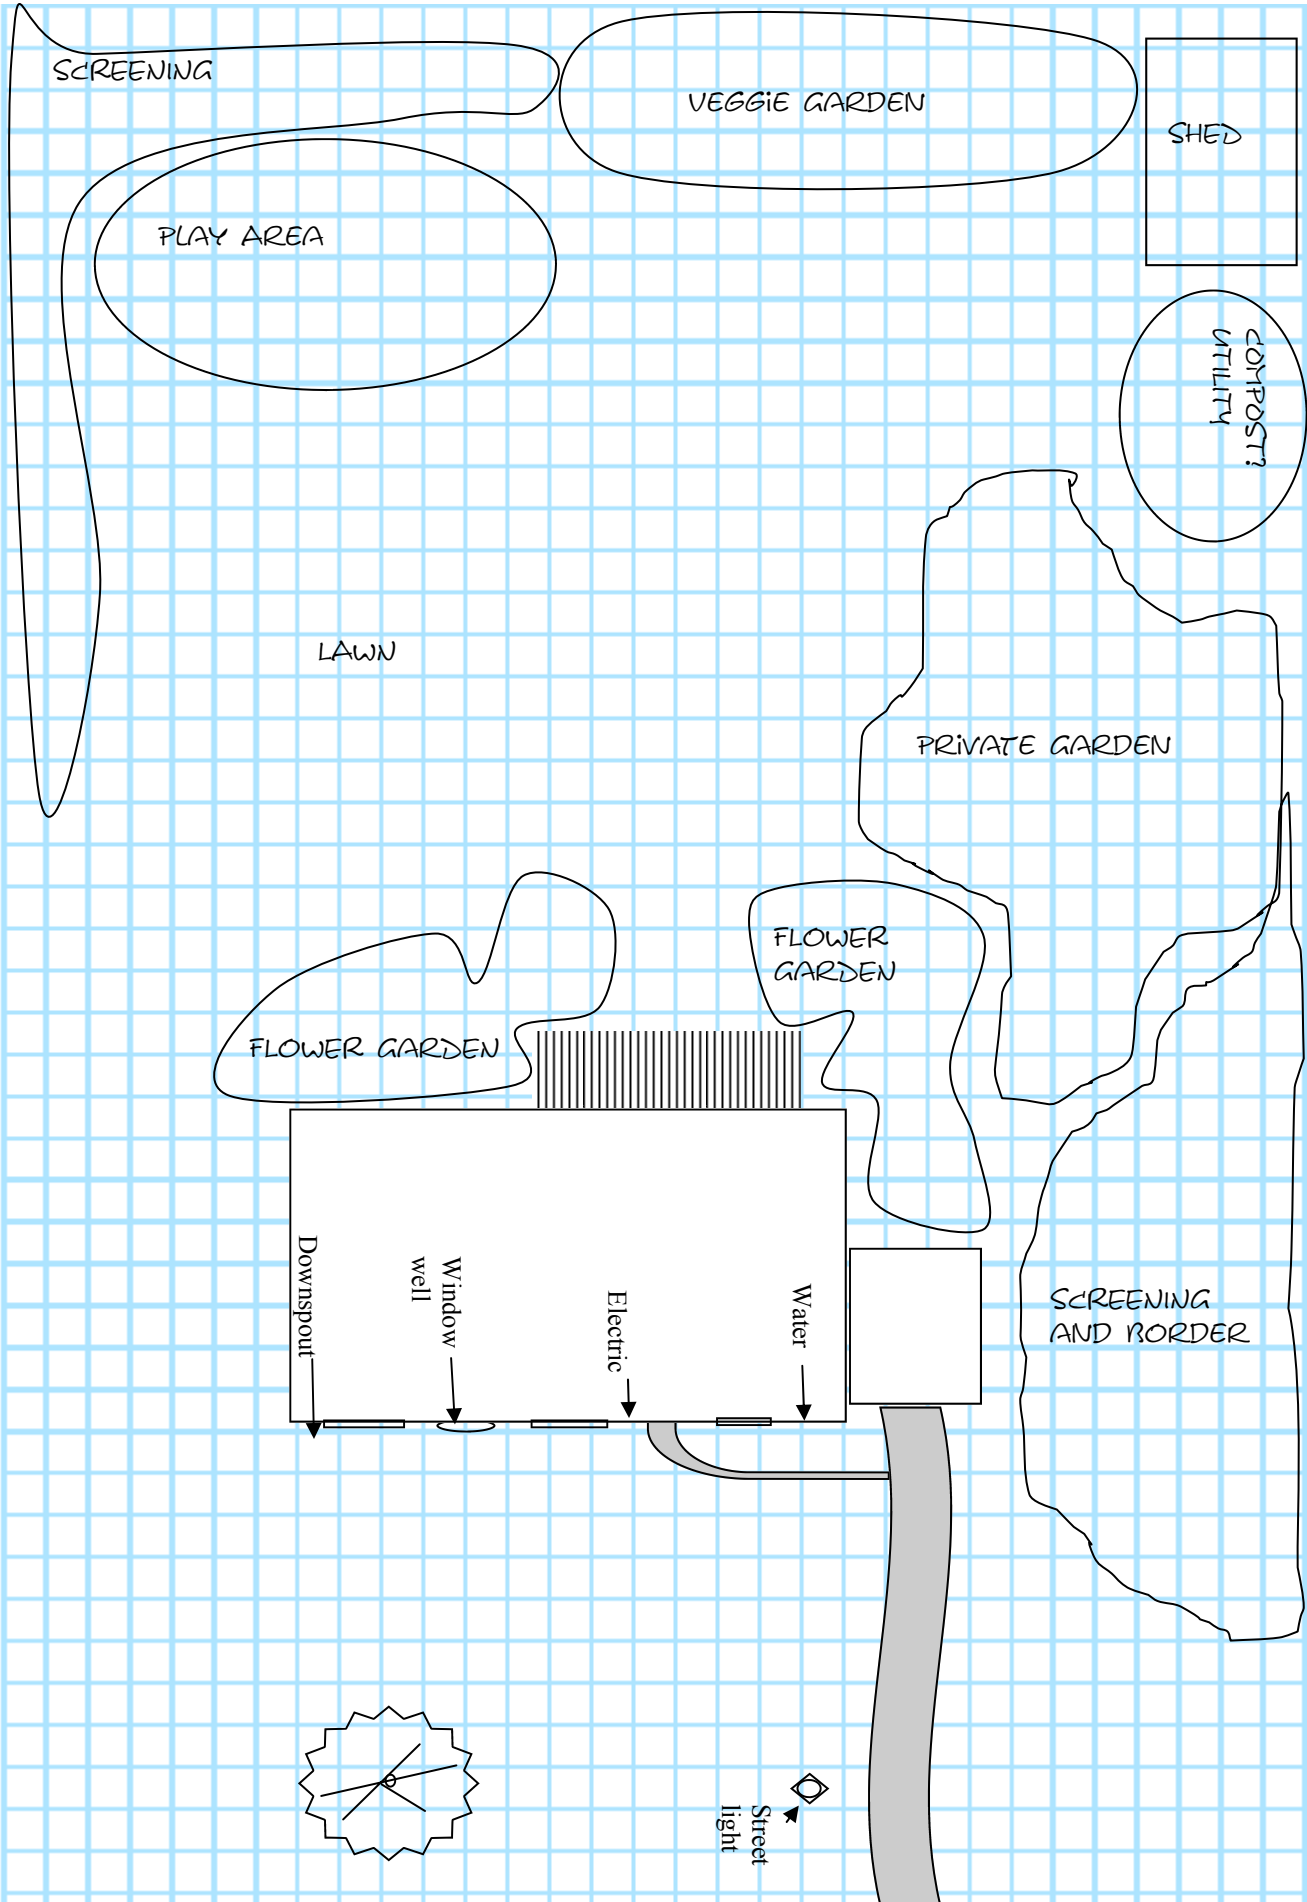 SCREENING
VEGGIE GARDEN
SHED
PLAY AREA
COMPOST?
UTILITY
LAWN
PRIVATE GARDEN
FLOWER
GARDEN
FLOWER GARDEN
Downspout
Window
well
Electric
Water
SCREENING
AND BORDER
Street
light